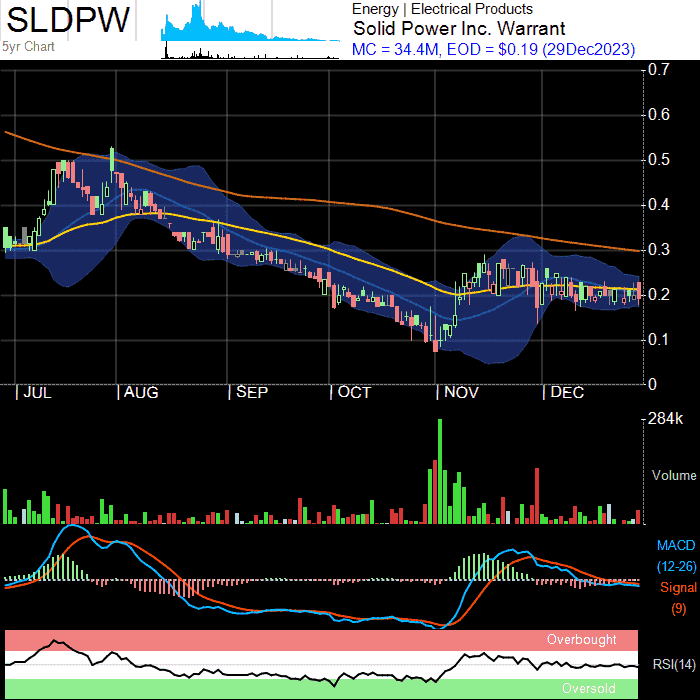 SLDPW
5yr Chart
Energy | Electrical Products
Solid Power Inc. Warrant
MC = 34.4M, EOD = $0.19 (29Dec2023)
0.7
0.6
0.5
0.4
0.3
0.2
0.1
0
| JUL | AUG | SEP | OCT | NOV | DEC
284k
Volume
MACD
(12-26)
Signal
(9)
Overbought
RSI(14)
Oversold